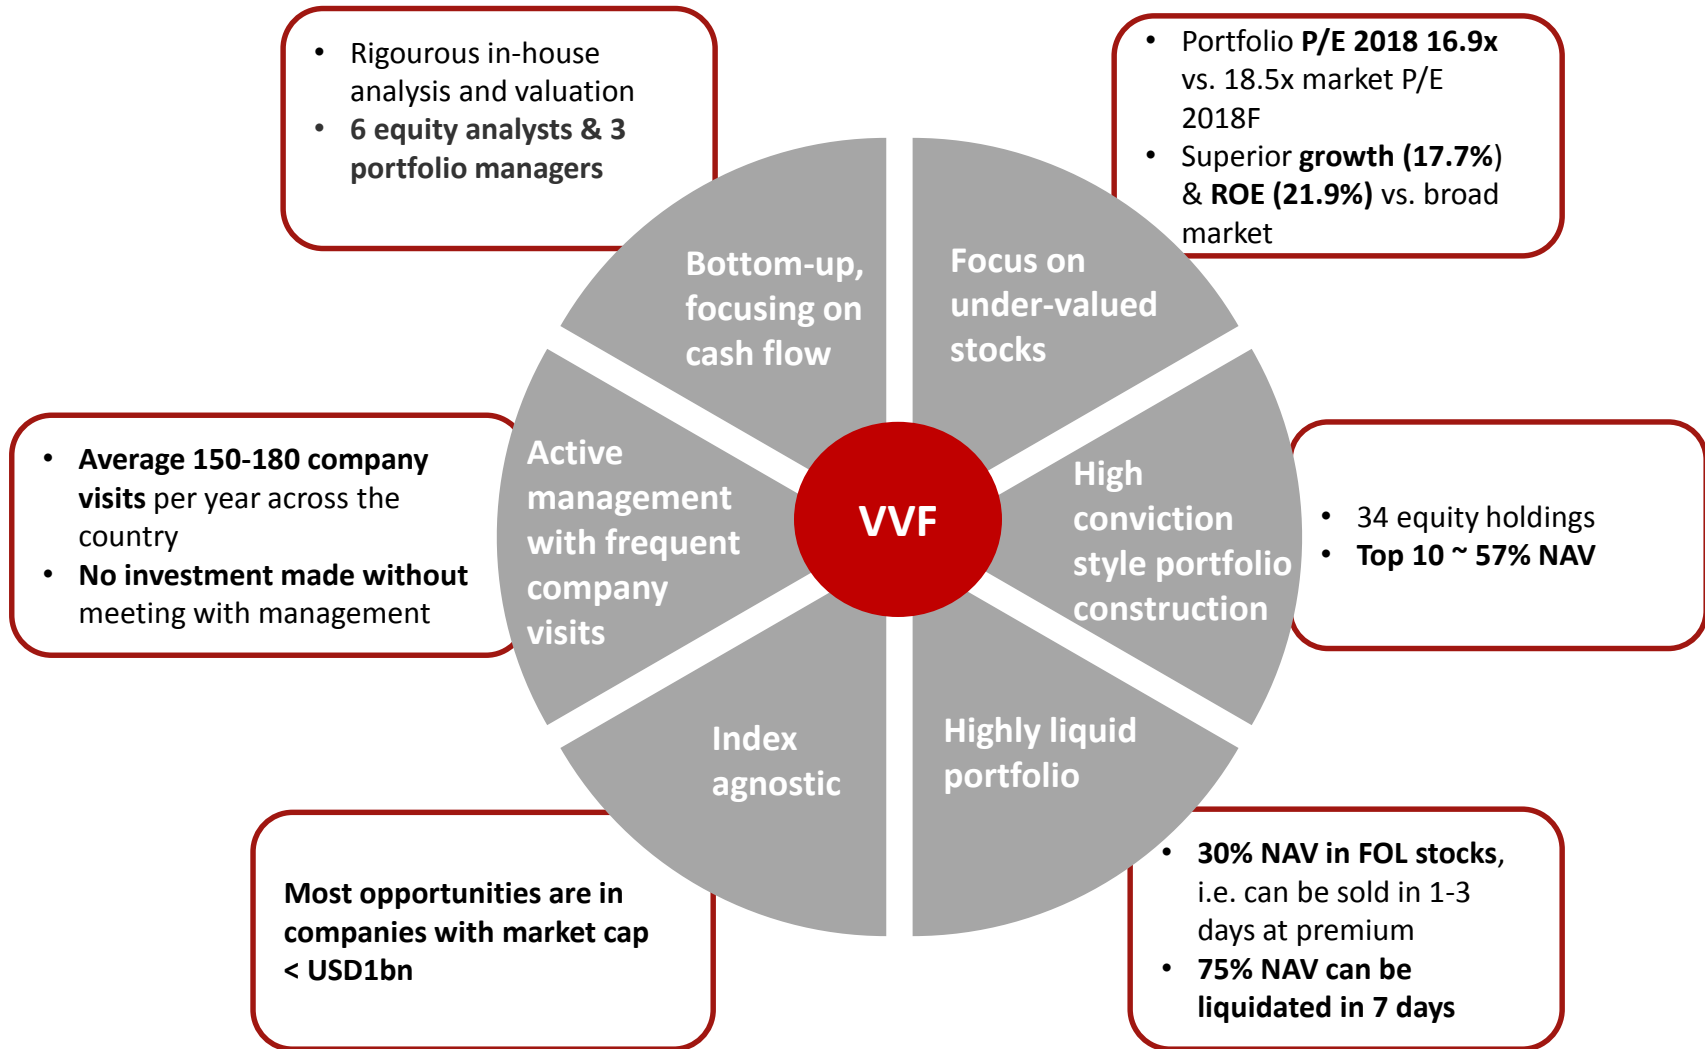 • Rigourous in-house
analysis and valuation
• 6 equity analysts & 3
portfolio managers
• Portfolio P/E 2018 16.9x
vs. 18.5x market P/E
2018F
• Superior growth (17.7%)
& ROE (21.9%) vs. broad
market
Bottom-up,
focusing on
cash flow
Focus on
under-valued
stocks
• Average 150-180 company
visits per year across the
country
• No investment made without
meeting with management
Active
management
with frequent
company
visits
VVF
High
conviction
style portfolio
construction
• 34 equity holdings
• Top 10 ~ 57% NAV
Index
agnostic
Highly liquid
portfolio
Most opportunities are in
companies with market cap
< USD1bn
• 30% NAV in FOL stocks,
i.e. can be sold in 1-3
days at premium
• 75% NAV can be
liquidated in 7 days